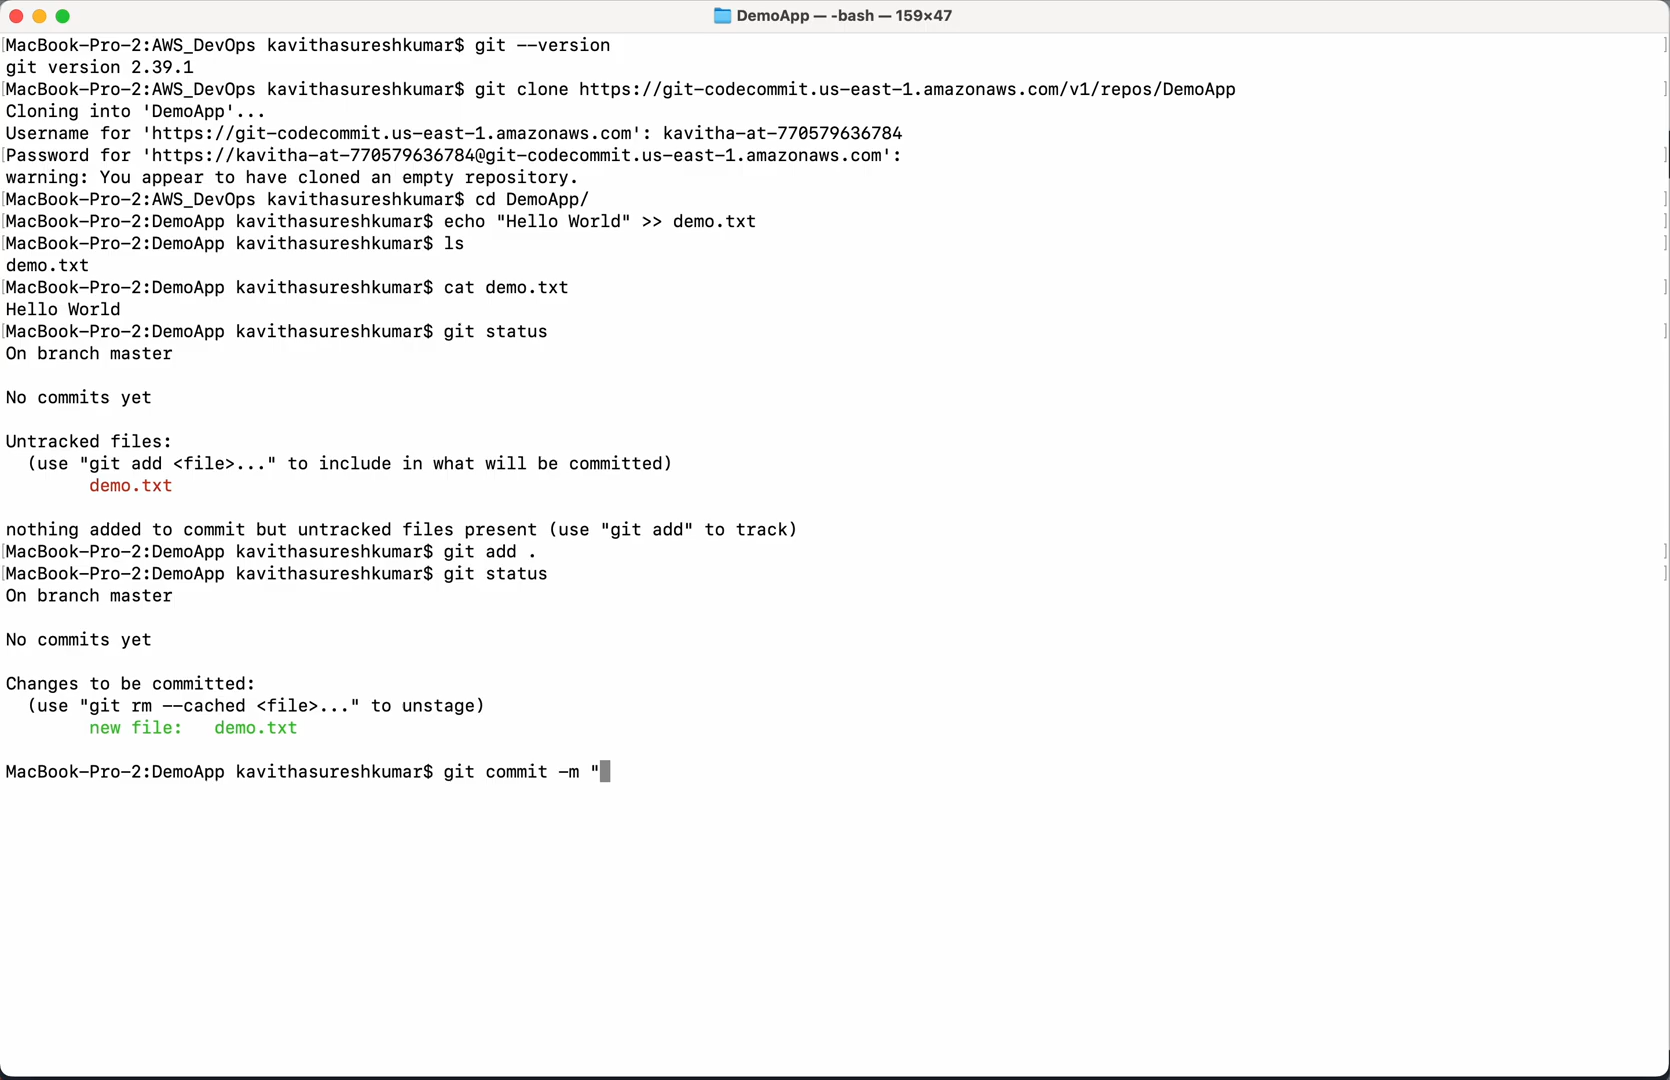 DemoApp — -bash — 159×47
MacBook-Pro-2:AWS_DevOps kavithasureshkumar$ git --version
git version 2.39.1
MacBook-Pro-2:AWS_DevOps kavithasureshkumar$ git clone https://git-codecommit.us-east-1.amazonaws.com/v1/repos/DemoApp
Cloning into 'DemoApp'...
Username for 'https://git-codecommit.us-east-1.amazonaws.com': kavitha-at-770579636784
Password for 'https://kavitha-at-770579636784@git-codecommit.us-east-1.amazonaws.com':
warning: You appear to have cloned an empty repository.
MacBook-Pro-2:AWS_DevOps kavithasureshkumar$ cd DemoApp/
MacBook-Pro-2:DemoApp kavithasureshkumar$ echo "Hello World" >> demo.txt
MacBook-Pro-2:DemoApp kavithasureshkumar$ ls
demo.txt
MacBook-Pro-2:DemoApp kavithasureshkumar$ cat demo.txt
Hello World
MacBook-Pro-2:DemoApp kavithasureshkumar$ git status
On branch master
No commits yet
Untracked files:
(use "git add <file>..." to include in what will be committed)
demo.txt
nothing added to commit but untracked files present (use "git add" to track)
MacBook-Pro-2:DemoApp kavithasureshkumar$ git add .
MacBook-Pro-2:DemoApp kavithasureshkumar$ git status
On branch master
No commits yet
Changes to be committed:
(use "git rm --cached <file>..." to unstage)
new file:   demo.txt
MacBook-Pro-2:DemoApp kavithasureshkumar$ git commit -m "